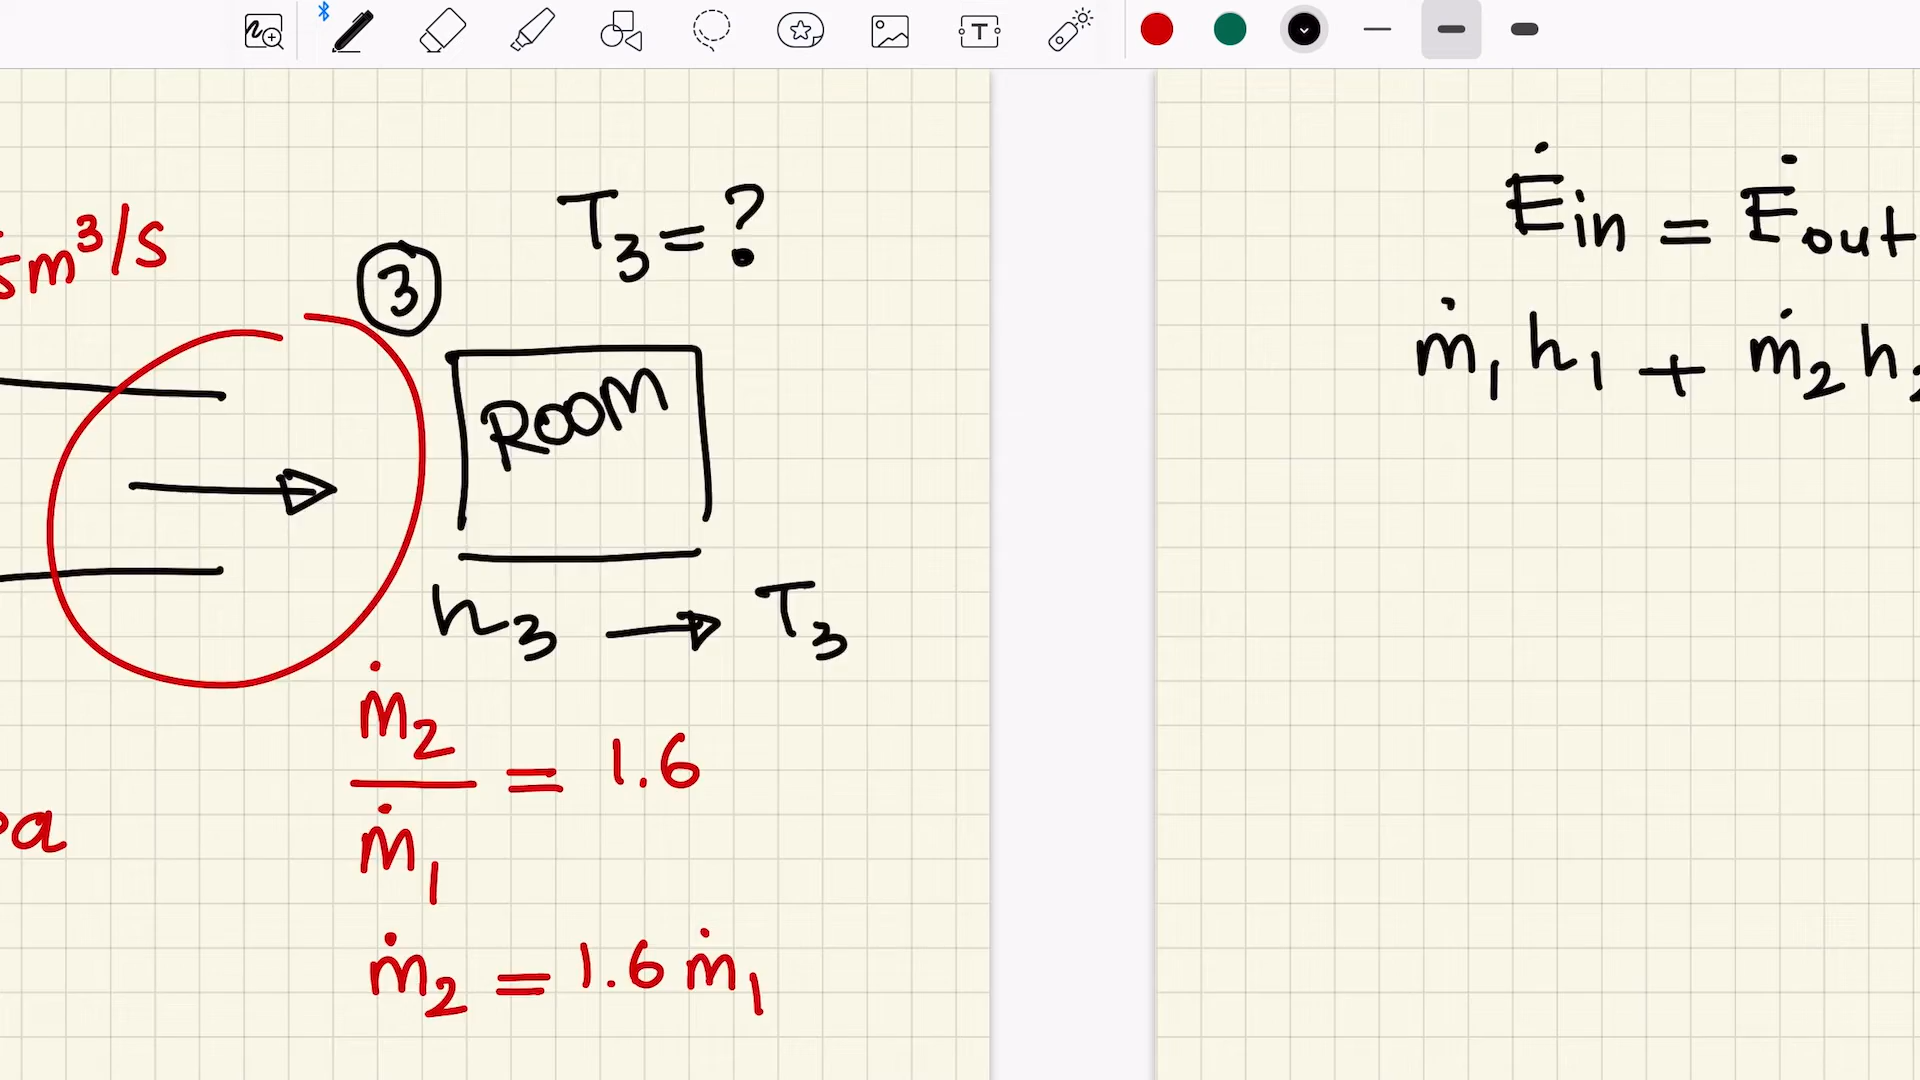 5m³/s
③
T₃ = ?
ROOM
h₃ → T₃
ṁ₂/ṁ₁ = 1.6
ṁ₂ = 1.6 ṁ₁
Ėin = Ėout
ṁ₁h₁ + ṁ₂h₂